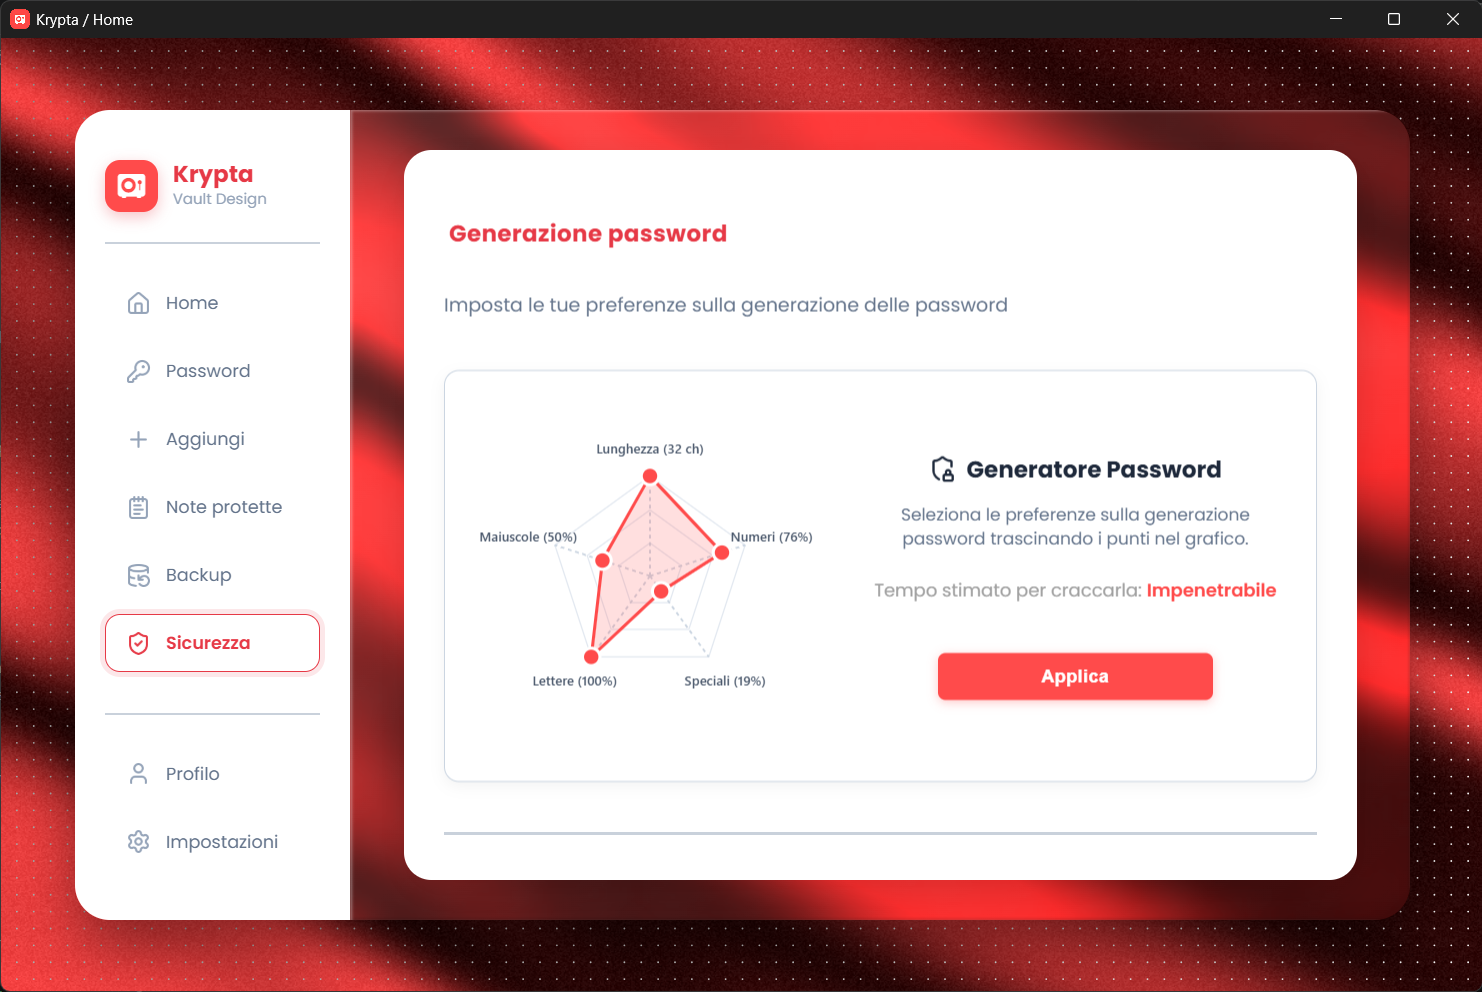 Krypta / Home
Krypta
Vault Design
Home
Password
Aggiungi
Note protette
Backup
Sicurezza
Profilo
Impostazioni
Generazione password
Imposta le tue preferenze sulla generazione delle password
Lunghezza (32 ch)
Maiuscole (50%)
Numeri (76%)
Lettere (100%)
Speciali (19%)
Generatore Password
Seleziona le preferenze sulla generazione
password trascinando i punti nel grafico.
Tempo stimato per craccarla: Impenetrabile
Applica